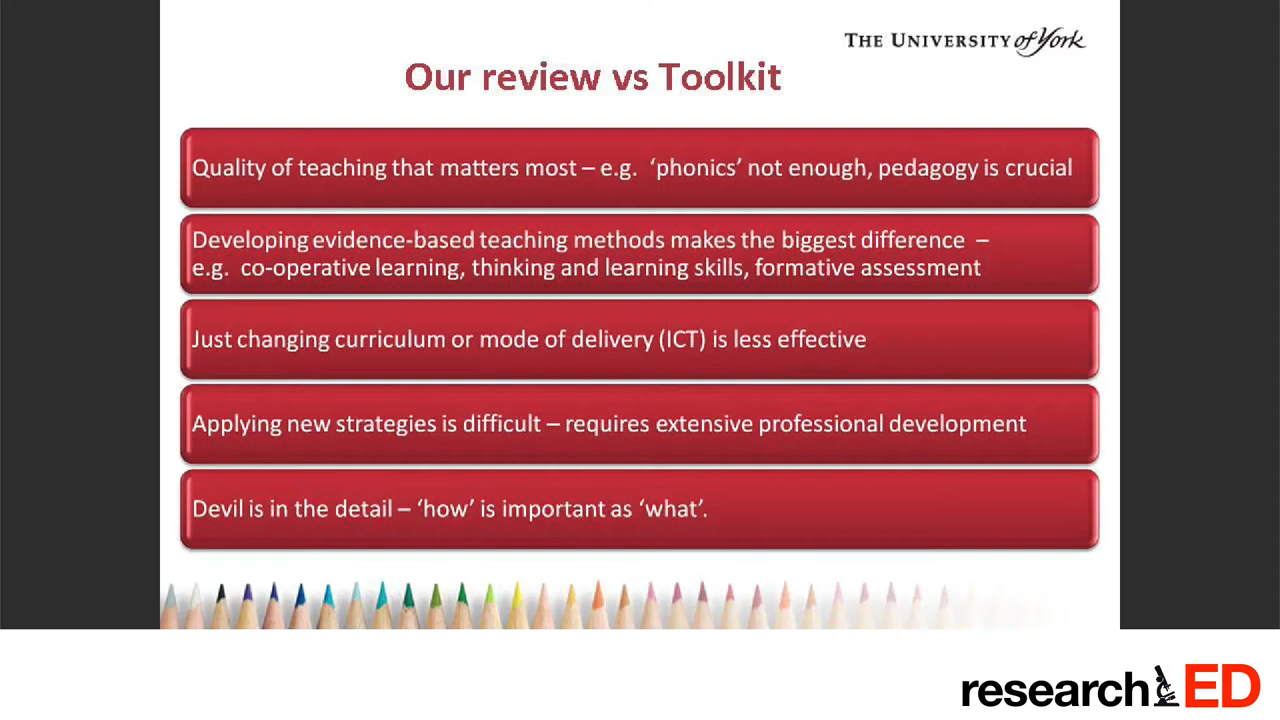 THE UNIVERSITY of York
Our review vs Toolkit
Quality of teaching that matters most – e.g.  ‘phonics’ not enough, pedagogy is crucial
Developing evidence-based teaching methods makes the biggest difference  –
e.g.  co-operative learning, thinking and learning skills, formative assessment
Just changing curriculum or mode of delivery (ICT) is less effective
Applying new strategies is difficult – requires extensive professional development
Devil is in the detail – ‘how’ is important as ‘what’.
researchED